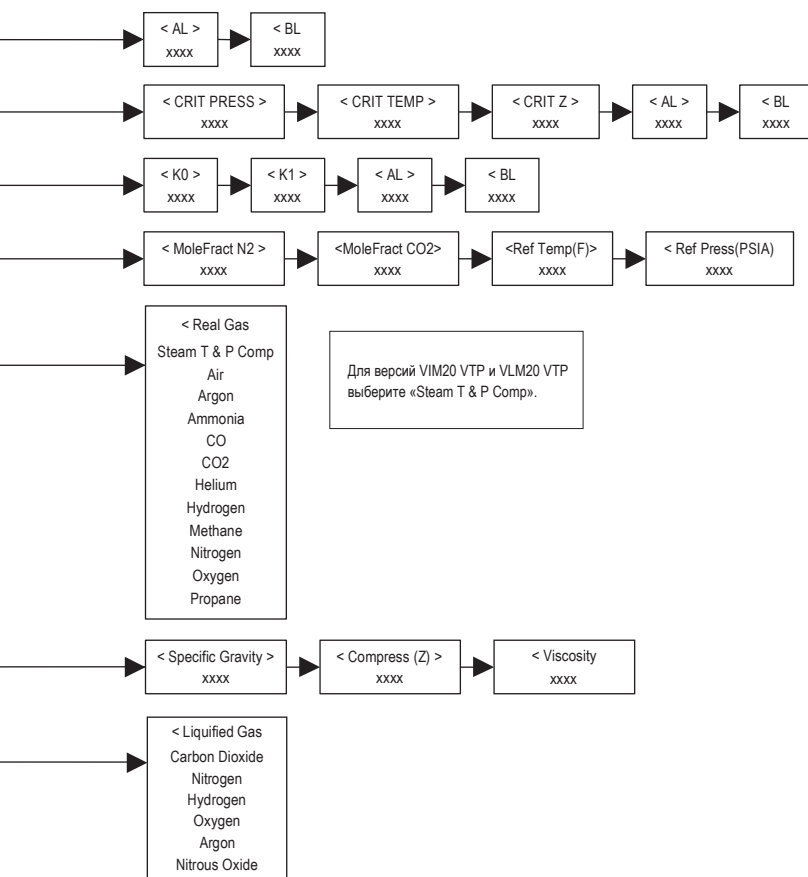 < AL > < BL
xxxx xxxx
< CRIT PRESS > < CRIT TEMP > < CRIT Z > < AL > < BL
xxxx xxxx xxxx xxxx xxxx
< K0 > < K1 > < AL > < BL
xxxx xxxx xxxx xxxx
< MoleFract N2 > <MoleFract CO2> <Ref Temp(F)> < Ref Press(PSIA)
xxxx xxxx xxxx xxxx
< Real Gas
Steam T & P Comp
Air
Argon
Ammonia
CO
CO2
Helium
Hydrogen
Methane
Nitrogen
Oxygen
Propane
Для версий VIM20 VTP и VLM20 VTP
выберите «Steam T & P Comp».
< Specific Gravity > < Compress (Z) > < Viscosity
xxxx xxxx xxxx
< Liquified Gas
Carbon Dioxide
Nitrogen
Hydrogen
Oxygen
Argon
Nitrous Oxide